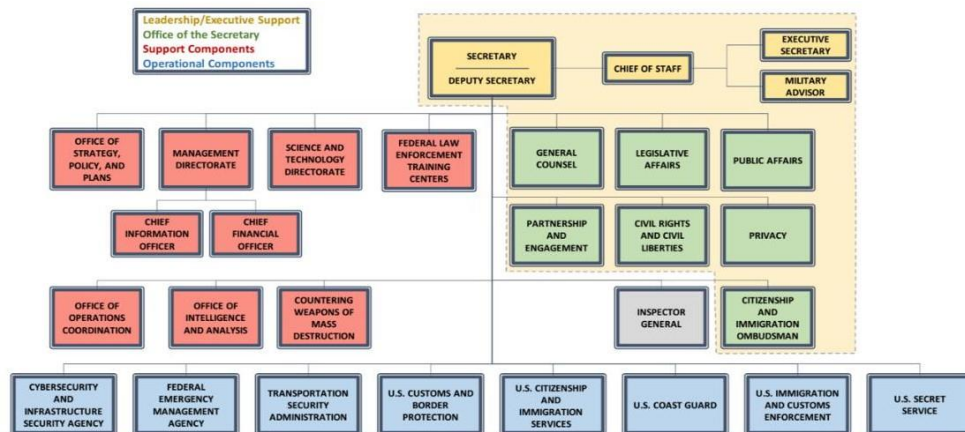 Leadership/Executive Support
Office of the Secretary
Support Components
Operational Components
SECRETARY
DEPUTY SECRETARY
CHIEF OF STAFF
EXECUTIVE
SECRETARY
MILITARY
ADVISOR
OFFICE OF
STRATEGY,
POLICY, AND
PLANS
MANAGEMENT
DIRECTORATE
SCIENCE AND
TECHNOLOGY
DIRECTORATE
FEDERAL LAW
ENFORCEMENT
TRAINING
CENTERS
GENERAL
COUNSEL
LEGISLATIVE
AFFAIRS
PUBLIC AFFAIRS
CHIEF
INFORMATION
OFFICER
CHIEF
FINANCIAL
OFFICER
PARTNERSHIP
AND
ENGAGEMENT
CIVIL RIGHTS
AND CIVIL
LIBERTIES
PRIVACY
OFFICE OF
OPERATIONS
COORDINATION
OFFICE OF
INTELLIGENCE
AND ANALYSIS
COUNTERING
WEAPONS OF
MASS
DESTRUCTION
INSPECTOR
GENERAL
CITIZENSHIP
AND
IMMIGRATION
OMBUDSMAN
CYBERSECURITY
AND
INFRASTRUCTURE
SECURITY AGENCY
FEDERAL
EMERGENCY
MANAGEMENT
AGENCY
TRANSPORTATION
SECURITY
ADMINISTRATION
U.S. CUSTOMS AND
BORDER
PROTECTION
U.S. CITIZENSHIP
AND
IMMIGRATION
SERVICES
U.S. COAST GUARD
U.S. IMMIGRATION
AND CUSTOMS
ENFORCEMENT
U.S. SECRET
SERVICE